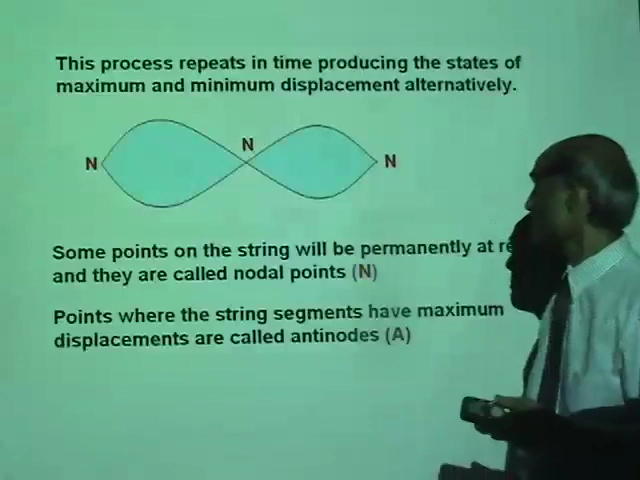 This process repeats in time producing the states of
maximum and minimum displacement alternatively.
N
N N
Some points on the string will be permanently at
and they are called nodal points (N)
Points where the string segments have maximum
displacements are called antinodes (A)